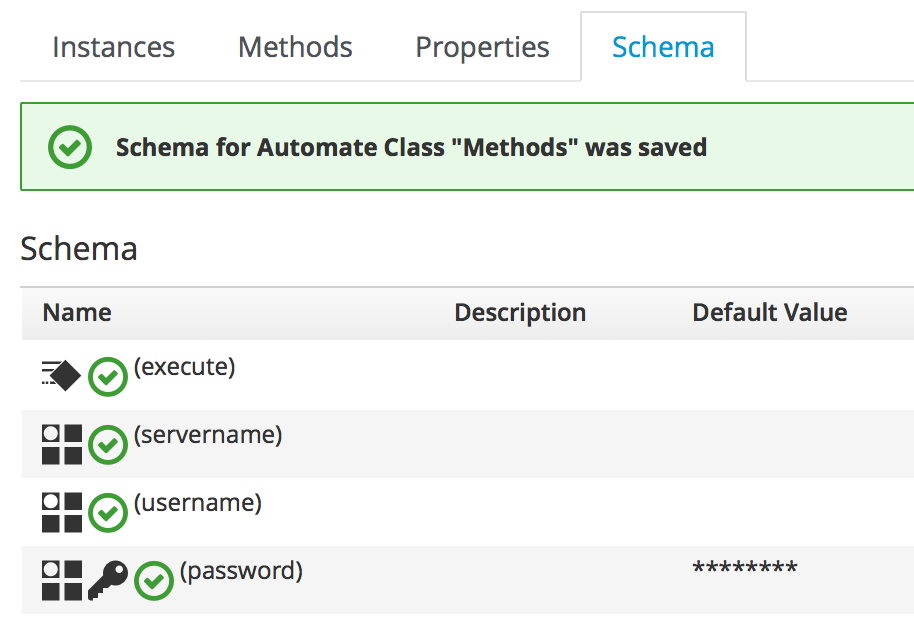 Instances Methods Properties Schema
Schema for Automate Class "Methods" was saved
Schema
Name Description Default Value
(execute)
(servername)
(username)
(password) ********